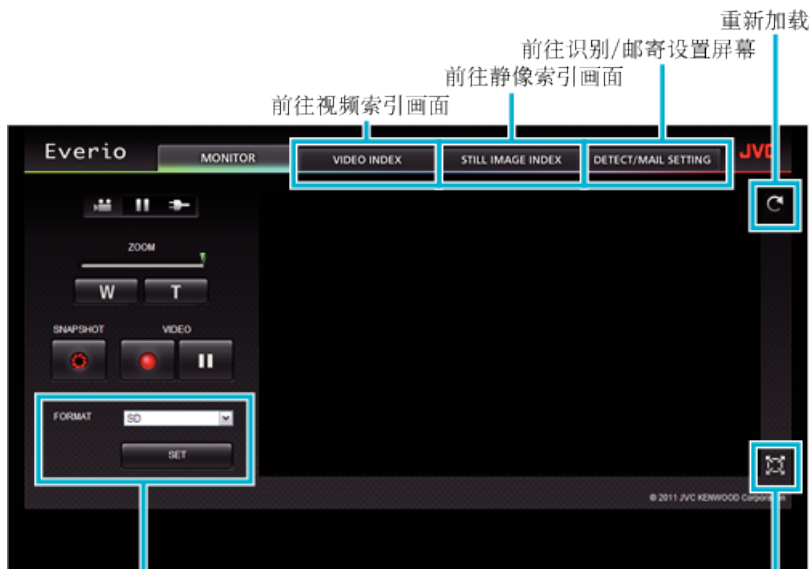 重新加载
前往识别/邮寄设置屏幕
前往静像索引画面
前往视频索引画面
Everio
MONITOR
VIDEO INDEX
STILL IMAGE INDEX
DETECT/MAIL SETTING
JVC
ZOOM
W
T
SNAPSHOT
VIDEO
FORMAT
SD
SET
© 2011 JVC KENWOOD Corporation